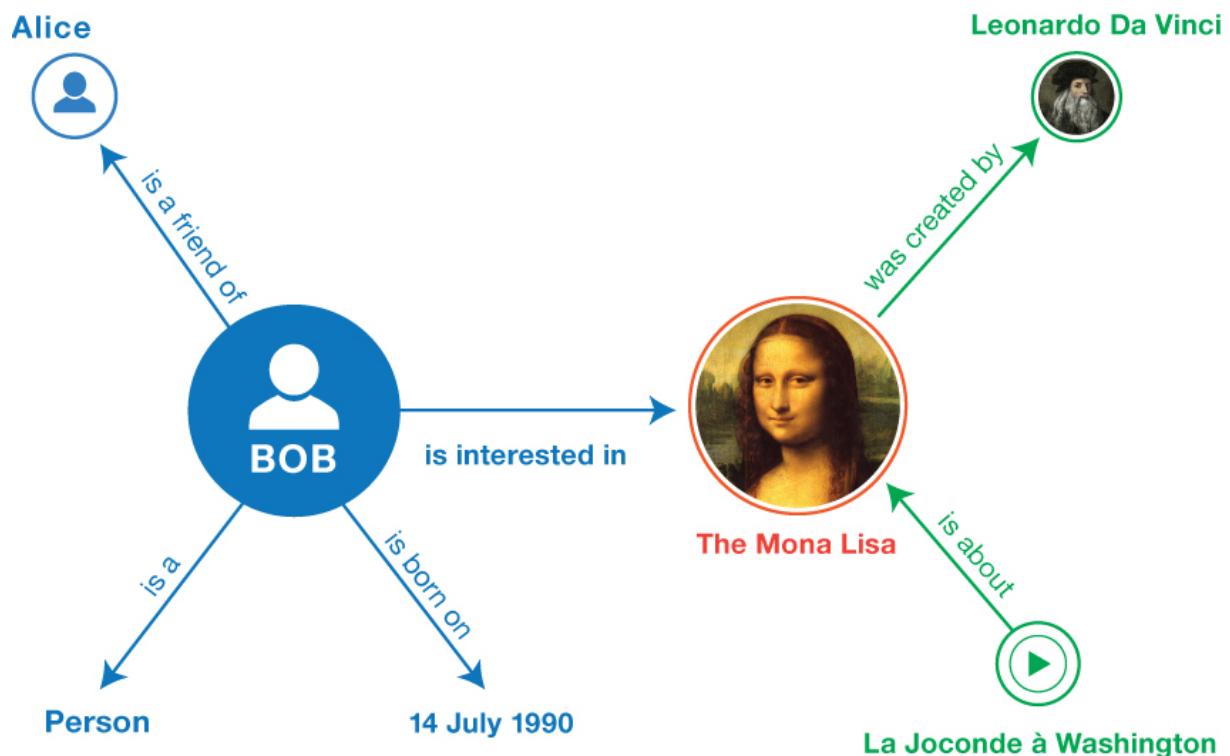 Alice
Leonardo Da Vinci
is a friend of
was created by
BOB
is interested in
The Mona Lisa
is a
is born on
is about
Person
14 July 1990
La Joconde à Washington